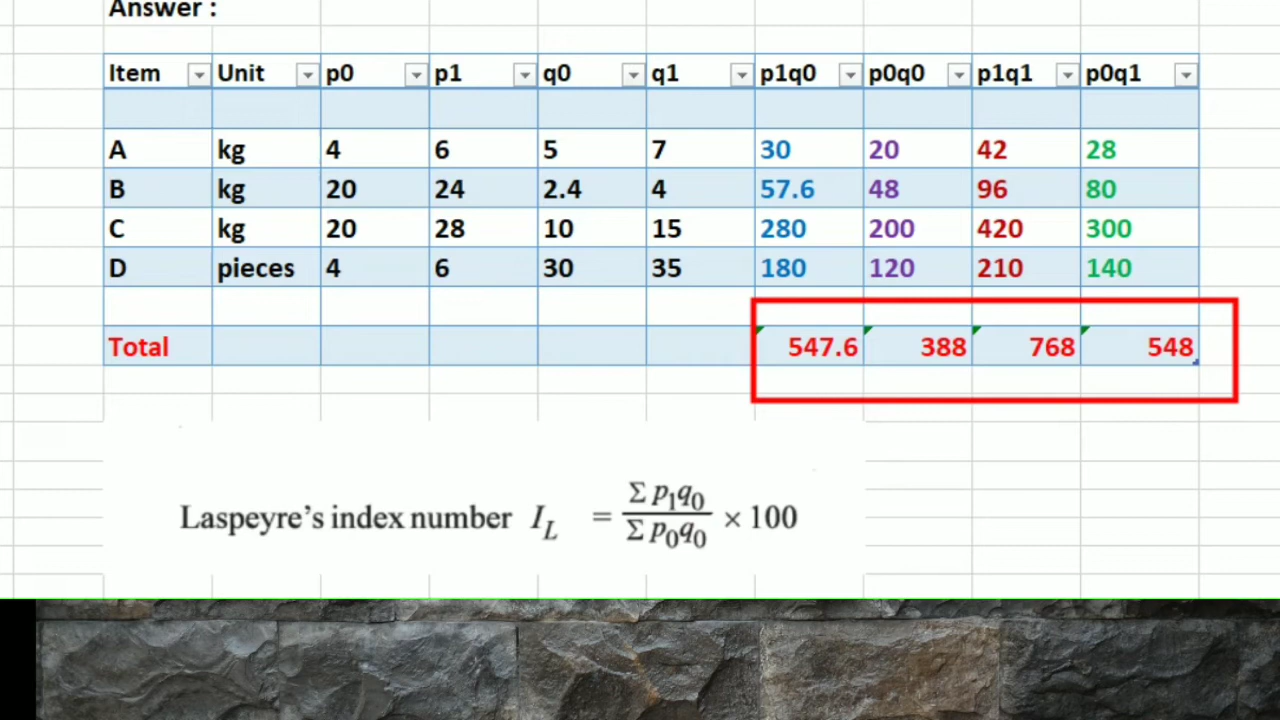 Answer :
Item Unit p0 p1 q0 q1 p1q0 p0q0 p1q1 p0q1
A kg 4 6 5 7 30 20 42 28
B kg 20 24 2.4 4 57.6 48 96 80
C kg 20 28 10 15 280 200 420 300
D pieces 4 6 30 35 180 120 210 140
Total 547.6 388 768 548
Laspeyre's index number I_L = Σ p₁q₀ / Σ p₀q₀ × 100